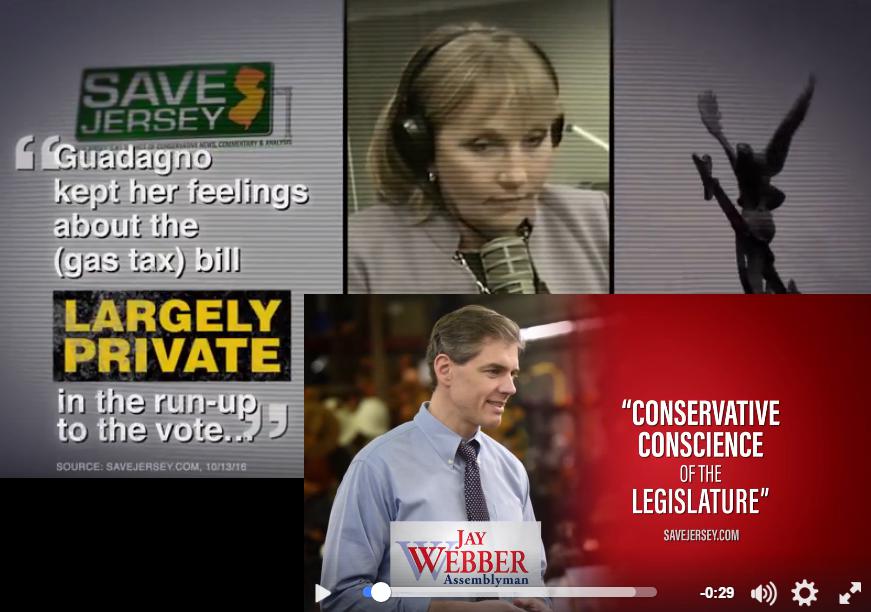 SAVE
JERSEY
“Guadagno
kept her feelings
about the
(gas tax) bill
LARGELY
PRIVATE
in the run-up
to the vote...”
SOURCE: SAVEJERSEY.COM, 10/13/16
“CONSERVATIVE
CONSCIENCE
OF THE
LEGISLATURE”
SAVEJERSEY.COM
JAY
WEBBER
Assemblyman
-0:29